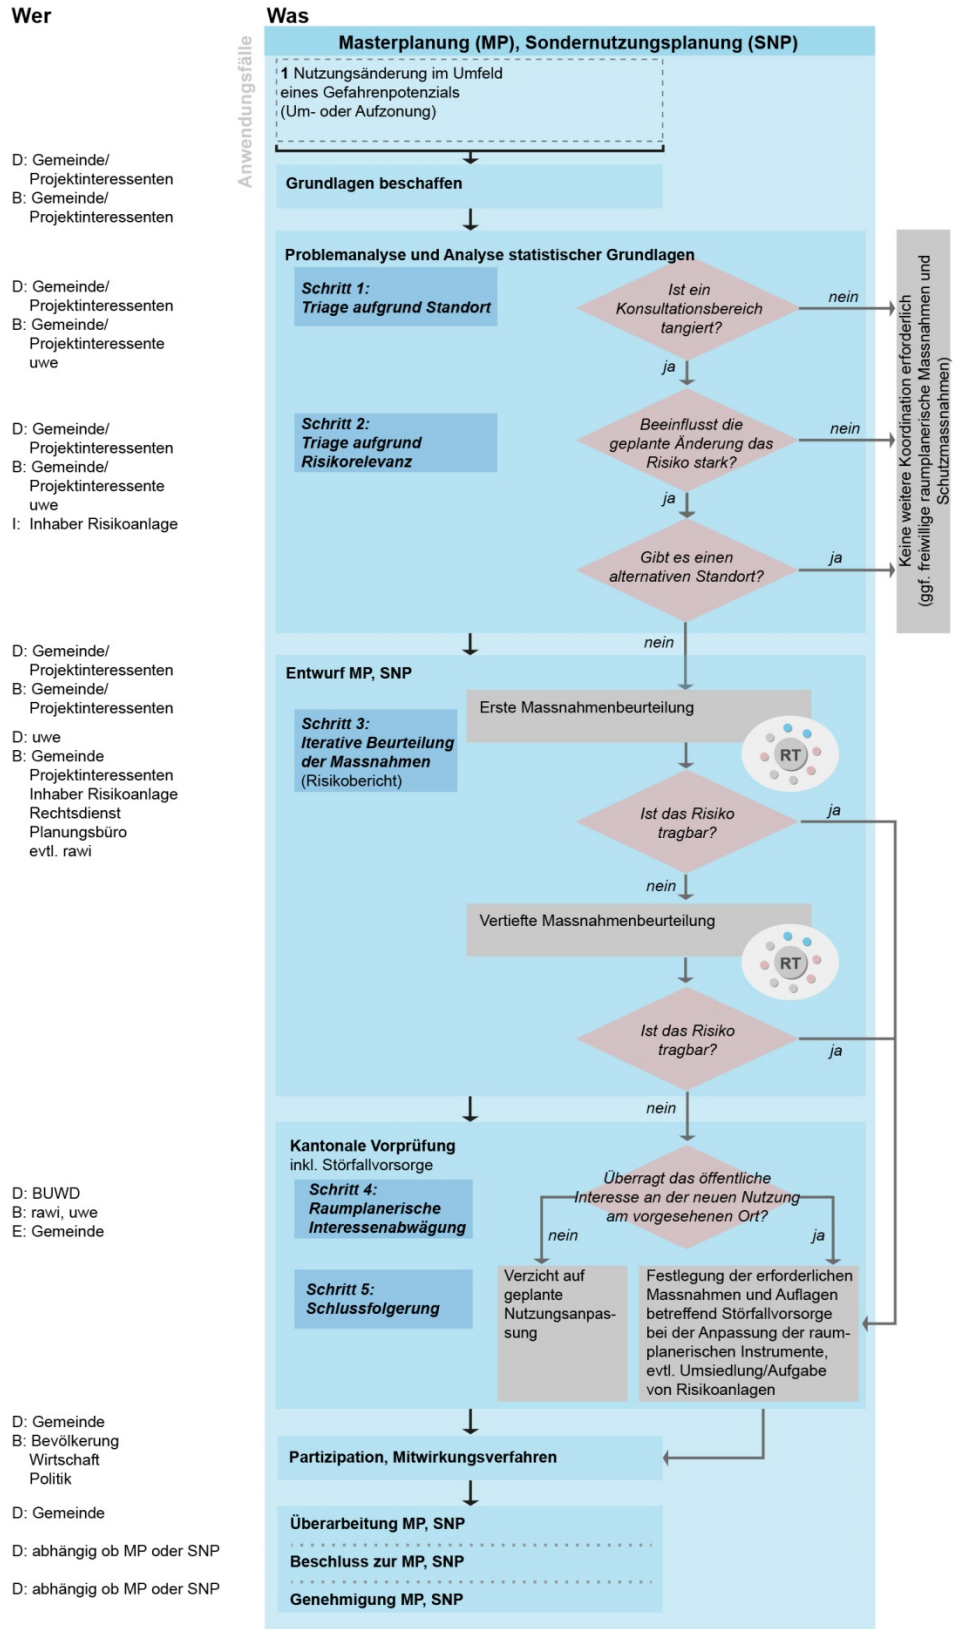 Wer
Was
Anwendungsfälle
Masterplanung (MP), Sondernutzungsplanung (SNP)
1 Nutzungsänderung im Umfeld
eines Gefahrenpotenzials
(Um- oder Aufzonung)
D: Gemeinde/
Projektinteressenten
B: Gemeinde/
Projektinteressenten
Grundlagen beschaffen
Problemanalyse und Analyse statistischer Grundlagen
D: Gemeinde/
Projektinteressenten
B: Gemeinde/
Projektinteressente
uwe
Schritt 1:
Triage aufgrund Standort
Ist ein
Konsultationsbereich
tangiert?
nein
ja
Keine weitere Koordination erforderlich
(ggf. freiwillige raumplanerische Massnahmen und
Schutzmassnahmen)
D: Gemeinde/
Projektinteressenten
B: Gemeinde/
Projektinteressente
uwe
I: Inhaber Risikoanlage
Schritt 2:
Triage aufgrund
Risikorelevanz
Beeinflusst die
geplante Änderung das
Risiko stark?
nein
ja
Gibt es einen
alternativen Standort?
ja
nein
D: Gemeinde/
Projektinteressenten
B: Gemeinde/
Projektinteressenten
Entwurf MP, SNP
Erste Massnahmenbeurteilung
RT
D: uwe
B: Gemeinde
Projektinteressenten
Inhaber Risikoanlage
Rechtsdienst
Planungsbüro
evtl. rawi
Schritt 3:
Iterative Beurteilung
der Massnahmen
(Risikobericht)
Ist das Risiko
tragbar?
ja
nein
Vertiefte Massnahmenbeurteilung
RT
Ist das Risiko
tragbar?
ja
nein
Kantonale Vorprüfung
inkl. Störfallvorsorge
D: BUWD
B: rawi, uwe
E: Gemeinde
Schritt 4:
Raumplanerische
Interessenabwägung
Überragt das öffentliche
Interesse an der neuen Nutzung
am vorgesehenen Ort?
nein
ja
Schritt 5:
Schlussfolgerung
Verzicht auf
geplante
Nutzungsanpas-
sung
Festlegung der erforderlichen
Massnahmen und Auflagen
betreffend Störfallvorsorge
bei der Anpassung der raum-
planerischen Instrumente,
evtl. Umsiedlung/Aufgabe
von Risikoanlagen
D: Gemeinde
B: Bevölkerung
Wirtschaft
Politik
Partizipation, Mitwirkungsverfahren
D: Gemeinde
Überarbeitung MP, SNP
D: abhängig ob MP oder SNP
Beschluss zur MP, SNP
D: abhängig ob MP oder SNP
Genehmigung MP, SNP